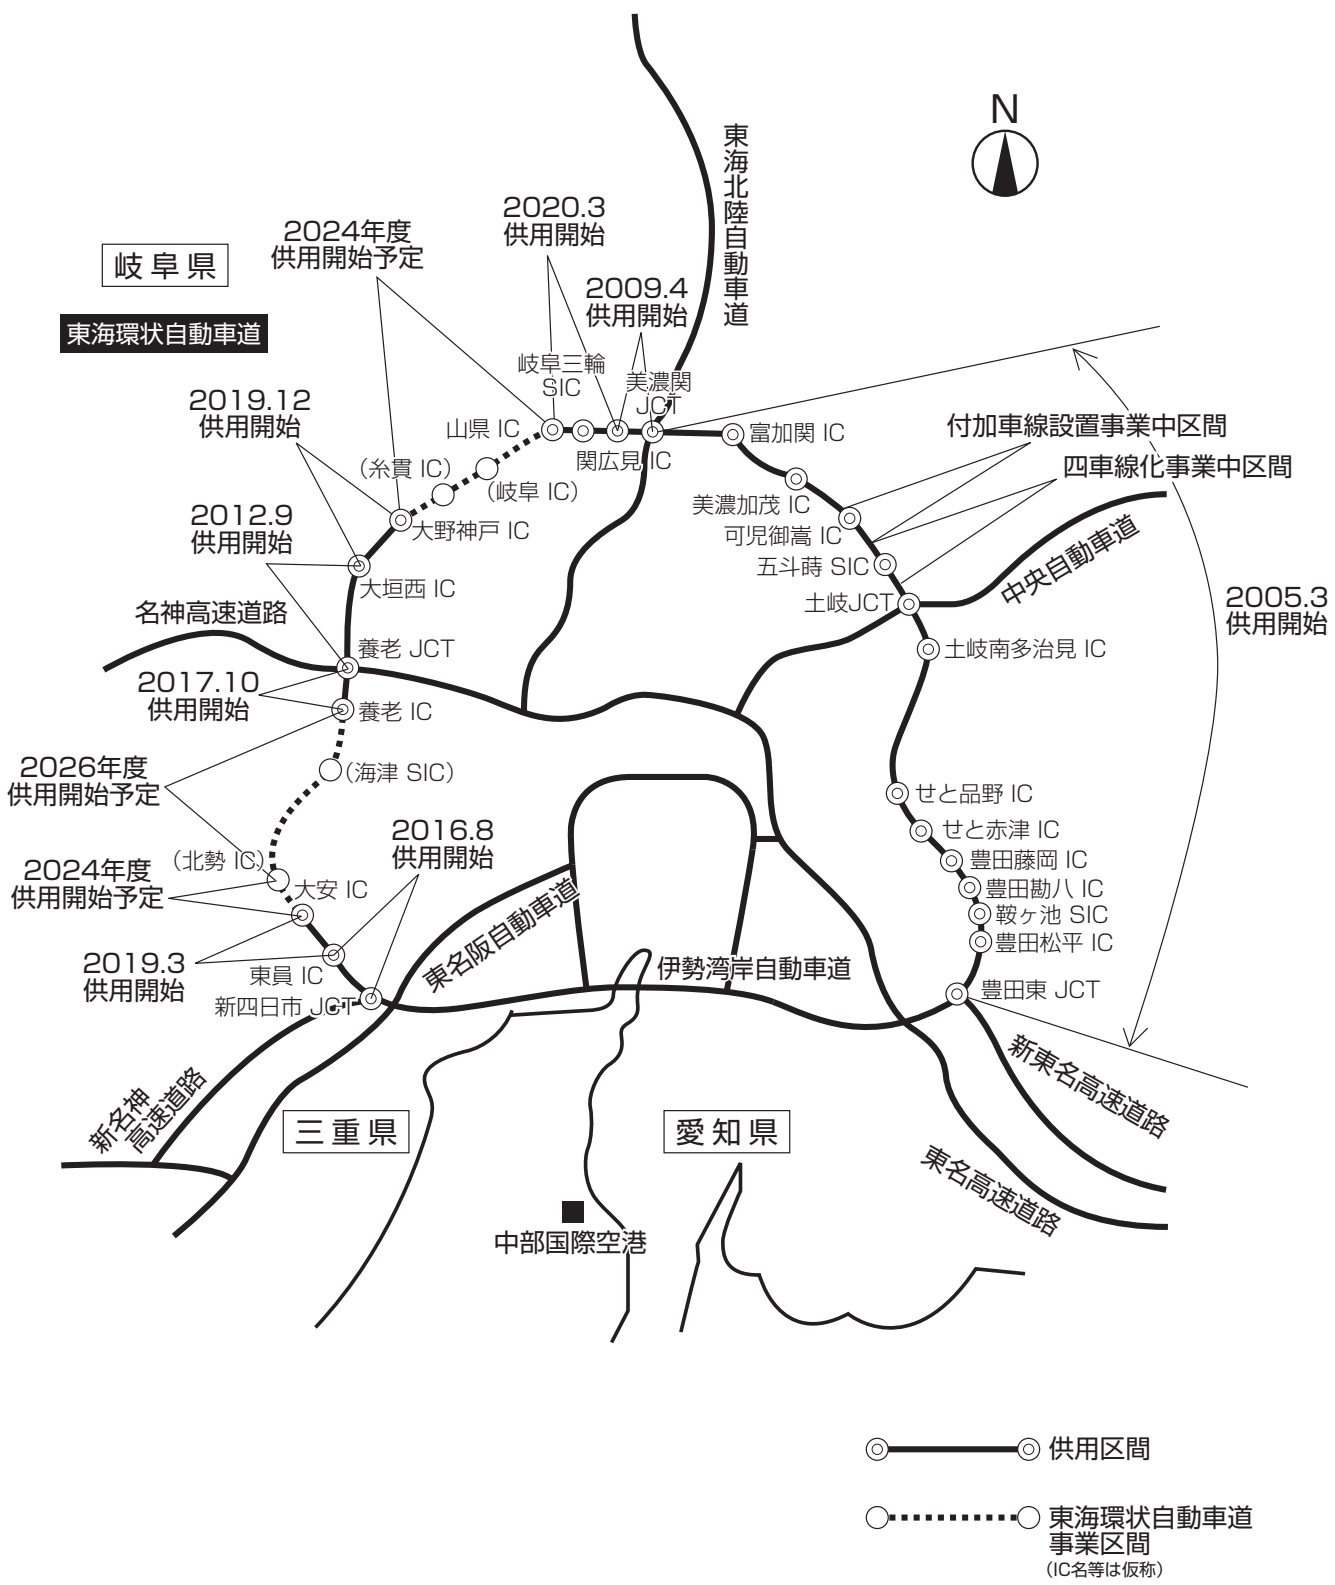 N
東海北陸自動車道
2020.3
供用開始
2024年度
供用開始予定
岐阜県
2009.4
供用開始
東海環状自動車道
岐阜三輪
SIC
美濃関
JCT
2019.12
供用開始
山県 IC
富加関 IC
付加車線設置事業中区間
関広見 IC
四車線化事業中区間
(糸貫 IC)
(岐阜 IC)
美濃加茂 IC
2012.9
供用開始
大野神戸 IC
可児御嵩 IC
五斗蒔 SIC
中央自動車道
大垣西 IC
土岐JCT
2005.3
供用開始
名神高速道路
養老 JCT
土岐南多治見 IC
2017.10
供用開始
養老 IC
2026年度
供用開始予定
(海津 SIC)
せと品野 IC
2016.8
供用開始
せと赤津 IC
(北勢 IC)
豊田藤岡 IC
2024年度
供用開始予定
大安 IC
豊田勘八 IC
鞍ヶ池 SIC
東名阪自動車道
豊田松平 IC
2019.3
供用開始
東員 IC
伊勢湾岸自動車道
新四日市 JCT
豊田東 JCT
新東名高速道路
新名神
高速道路
三重県
愛知県
東名高速道路
中部国際空港
供用区間
東海環状自動車道
事業区間
(IC名等は仮称)